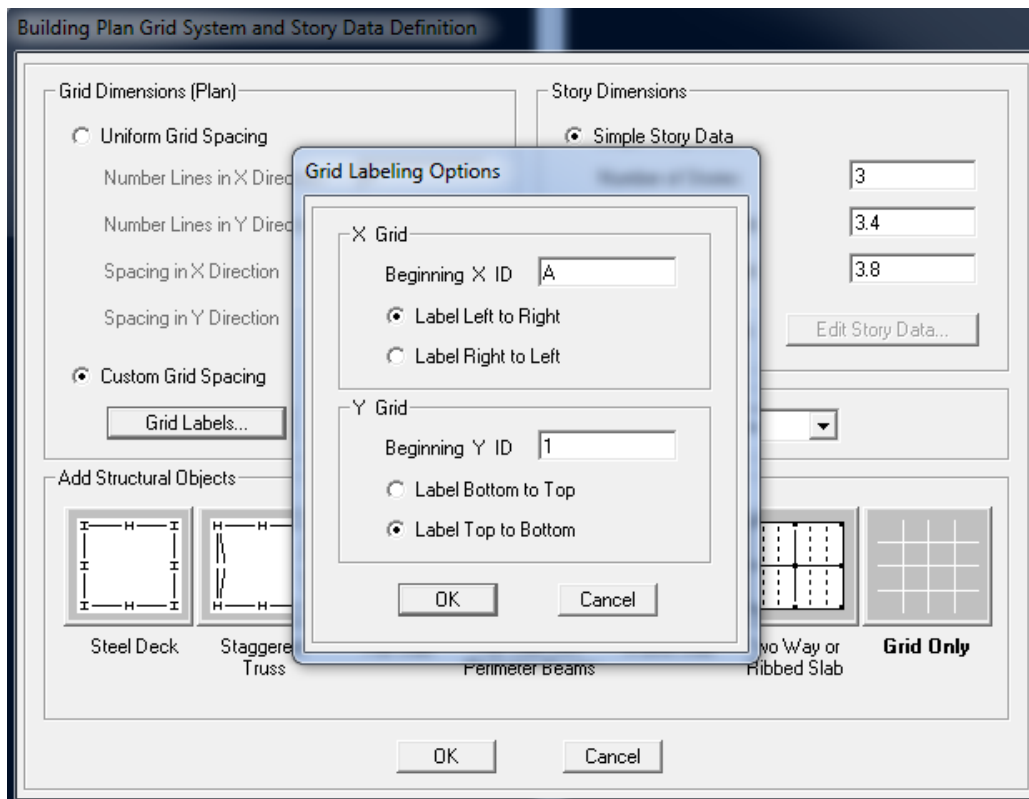 Building Plan Grid System and Story Data Definition
Grid Dimensions (Plan)
Uniform Grid Spacing
Number Lines in X Direc
Number Lines in Y Direc
Spacing in X Direction
Spacing in Y Direction
Custom Grid Spacing
Grid Labels...
Story Dimensions
Simple Story Data
Number of Stories
3
3.4
3.8
Edit Story Data...
Grid Labeling Options
X Grid
Beginning X ID A
Label Left to Right
Label Right to Left
Y Grid
Beginning Y ID 1
Label Bottom to Top
Label Top to Bottom
OK Cancel
Add Structural Objects
Steel Deck
Staggere
Truss
Perimeter Beams
wo Way or
Ribbed Slab
Grid Only
OK Cancel